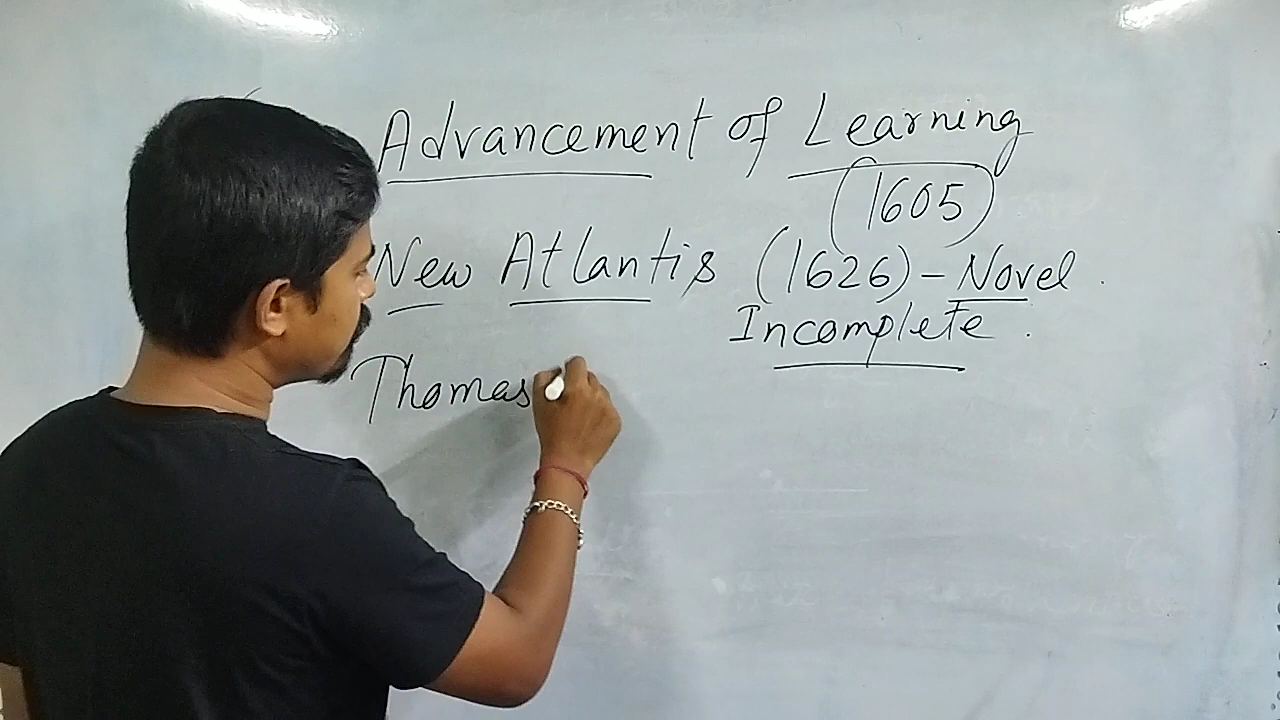 Advancement of Learning
(1605)
New Atlantis (1626) – Novel.
Incomplete.
Thomas